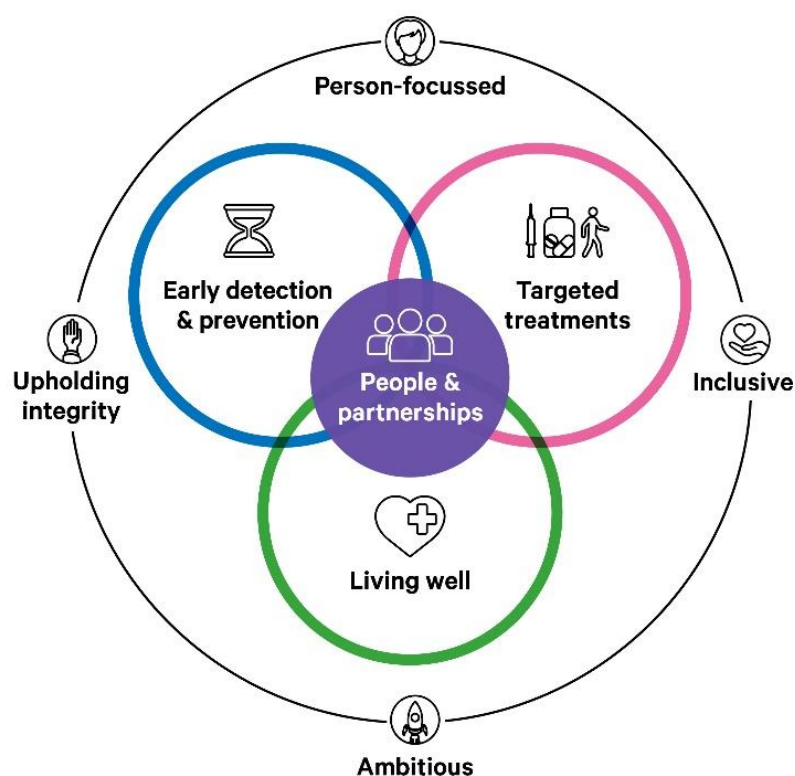 Person-focussed
Early detection
& prevention
Targeted
treatments
People &
partnerships
Upholding
integrity
Inclusive
Living well
Ambitious